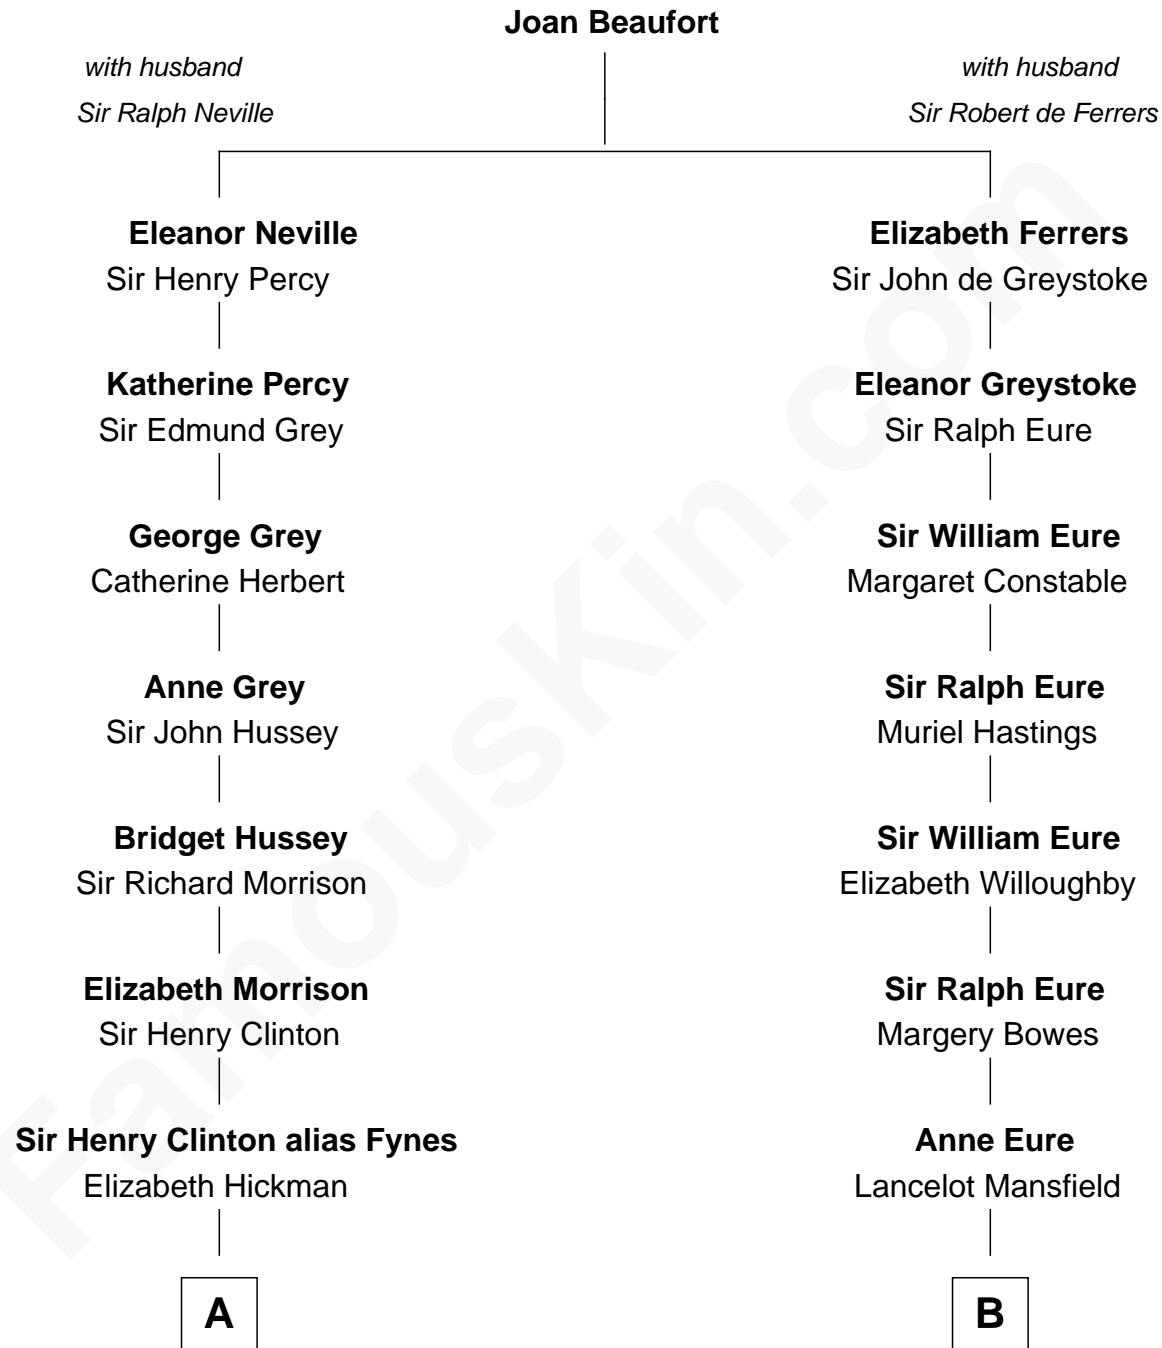 Joan Beaufort
with husband
Sir Ralph Neville
with husband
Sir Robert de Ferrers
Eleanor Neville
Sir Henry Percy
Elizabeth Ferrers
Sir John de Greystoke
Katherine Percy
Sir Edmund Grey
Eleanor Greystoke
Sir Ralph Eure
George Grey
Catherine Herbert
Sir William Eure
Margaret Constable
Anne Grey
Sir John Hussey
Sir Ralph Eure
Muriel Hastings
Bridget Hussey
Sir Richard Morrison
Sir William Eure
Elizabeth Willoughby
Elizabeth Morrison
Sir Henry Clinton
Sir Ralph Eure
Margery Bowes
Sir Henry Clinton alias Fynes
Elizabeth Hickman
Anne Eure
Lancelot Mansfield
A
B
FamousKin.com